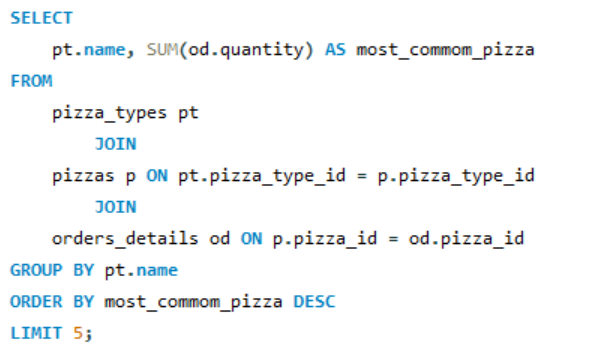 SELECT
pt.name, SUM(od.quantity) AS most_commom_pizza
FROM
pizza_types pt
JOIN
pizzas p ON pt.pizza_type_id = p.pizza_type_id
JOIN
orders_details od ON p.pizza_id = od.pizza_id
GROUP BY pt.name
ORDER BY most_commom_pizza DESC
LIMIT 5;